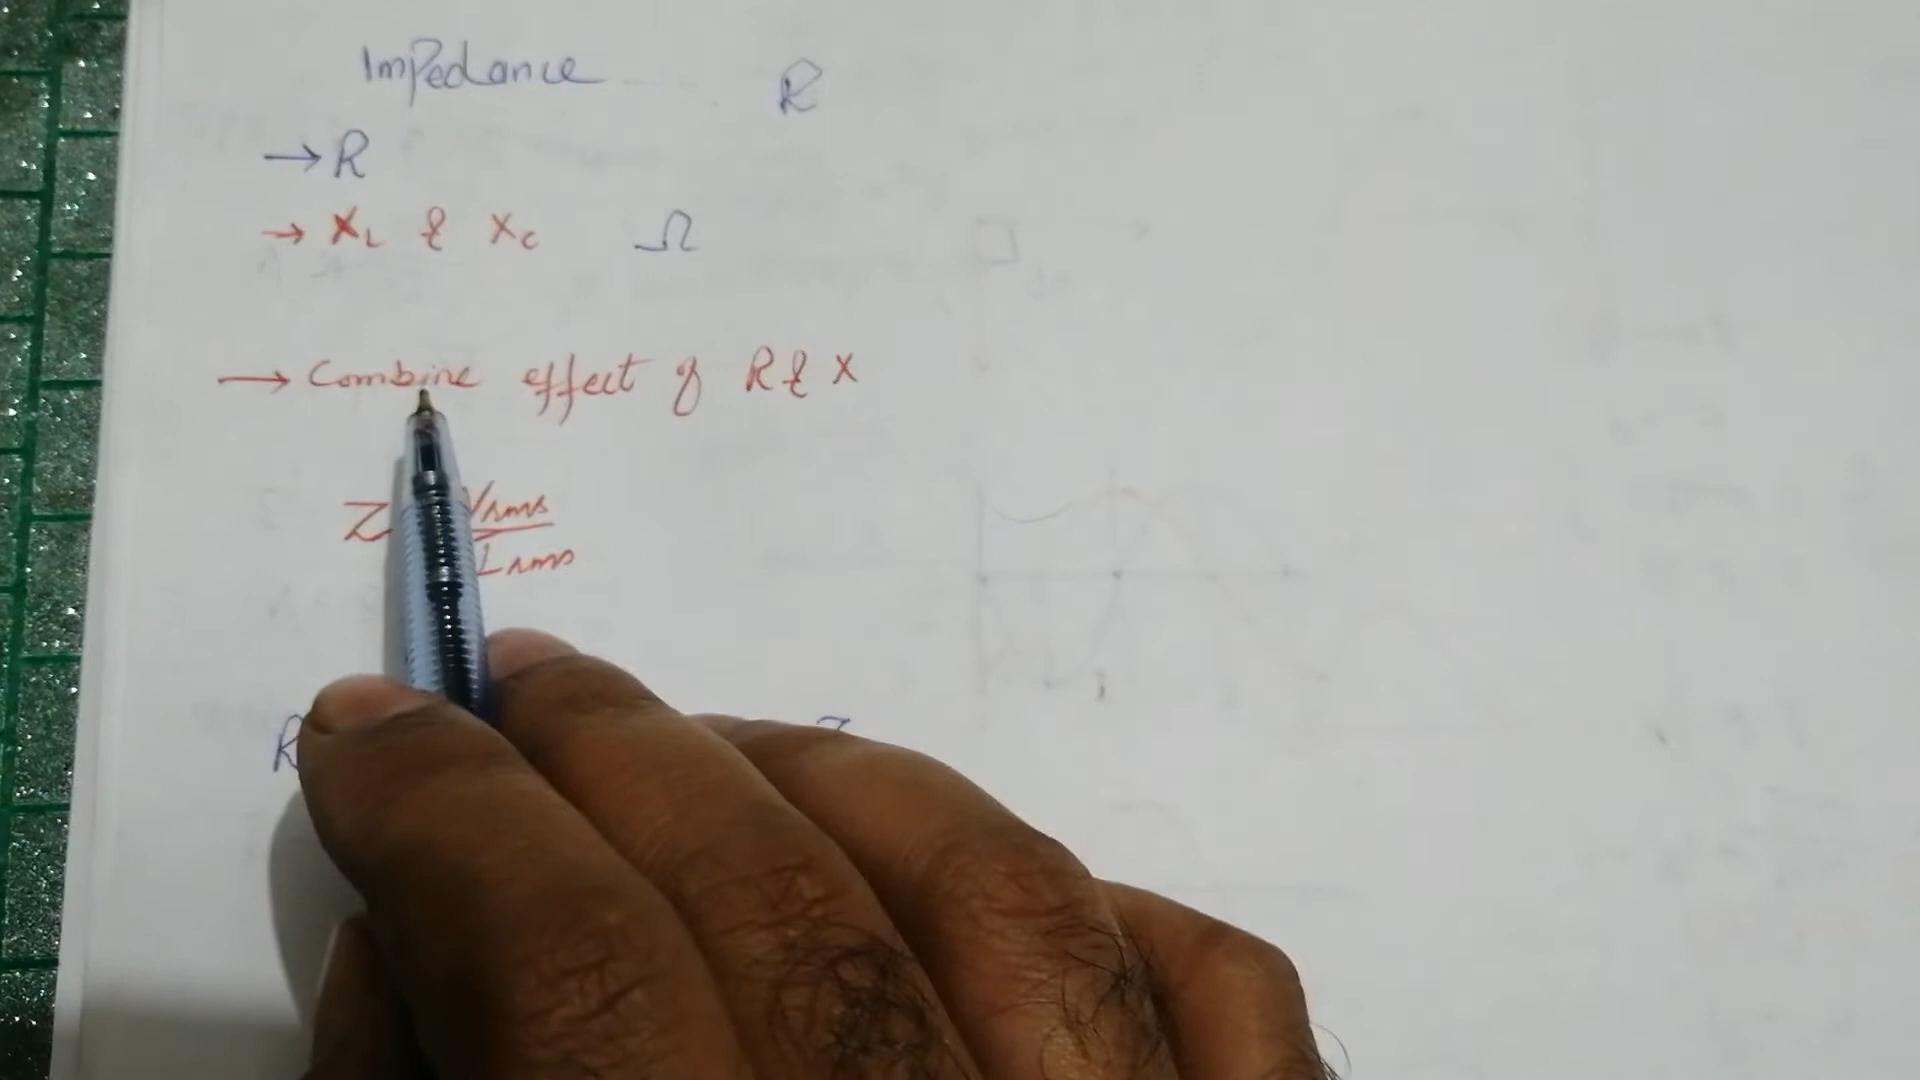 Impedance R
→ R
→ XL & Xc Ω
→ Combine effect of R & X
Z Vrms
Irms
R Z